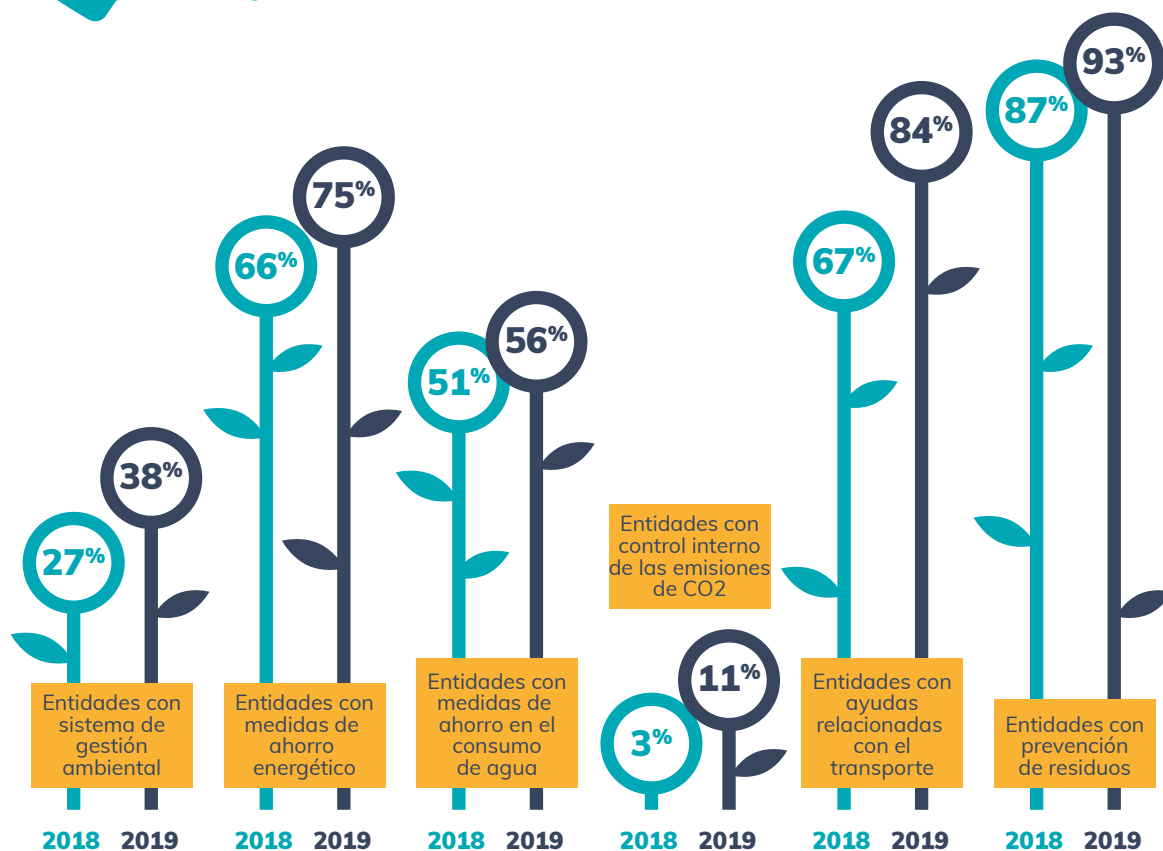 27%
38%
Entidades con
sistema de
gestión
ambiental
2018 2019
66%
75%
Entidades con
medidas de
ahorro
energético
2018 2019
51%
56%
Entidades con
medidas de
ahorro en el
consumo
de agua
2018 2019
Entidades con
control interno
de las emisiones
de CO2
3%
11%
2018 2019
67%
84%
Entidades con
ayudas
relacionadas
con el
transporte
2018 2019
87%
93%
Entidades con
prevención
de residuos
2018 2019